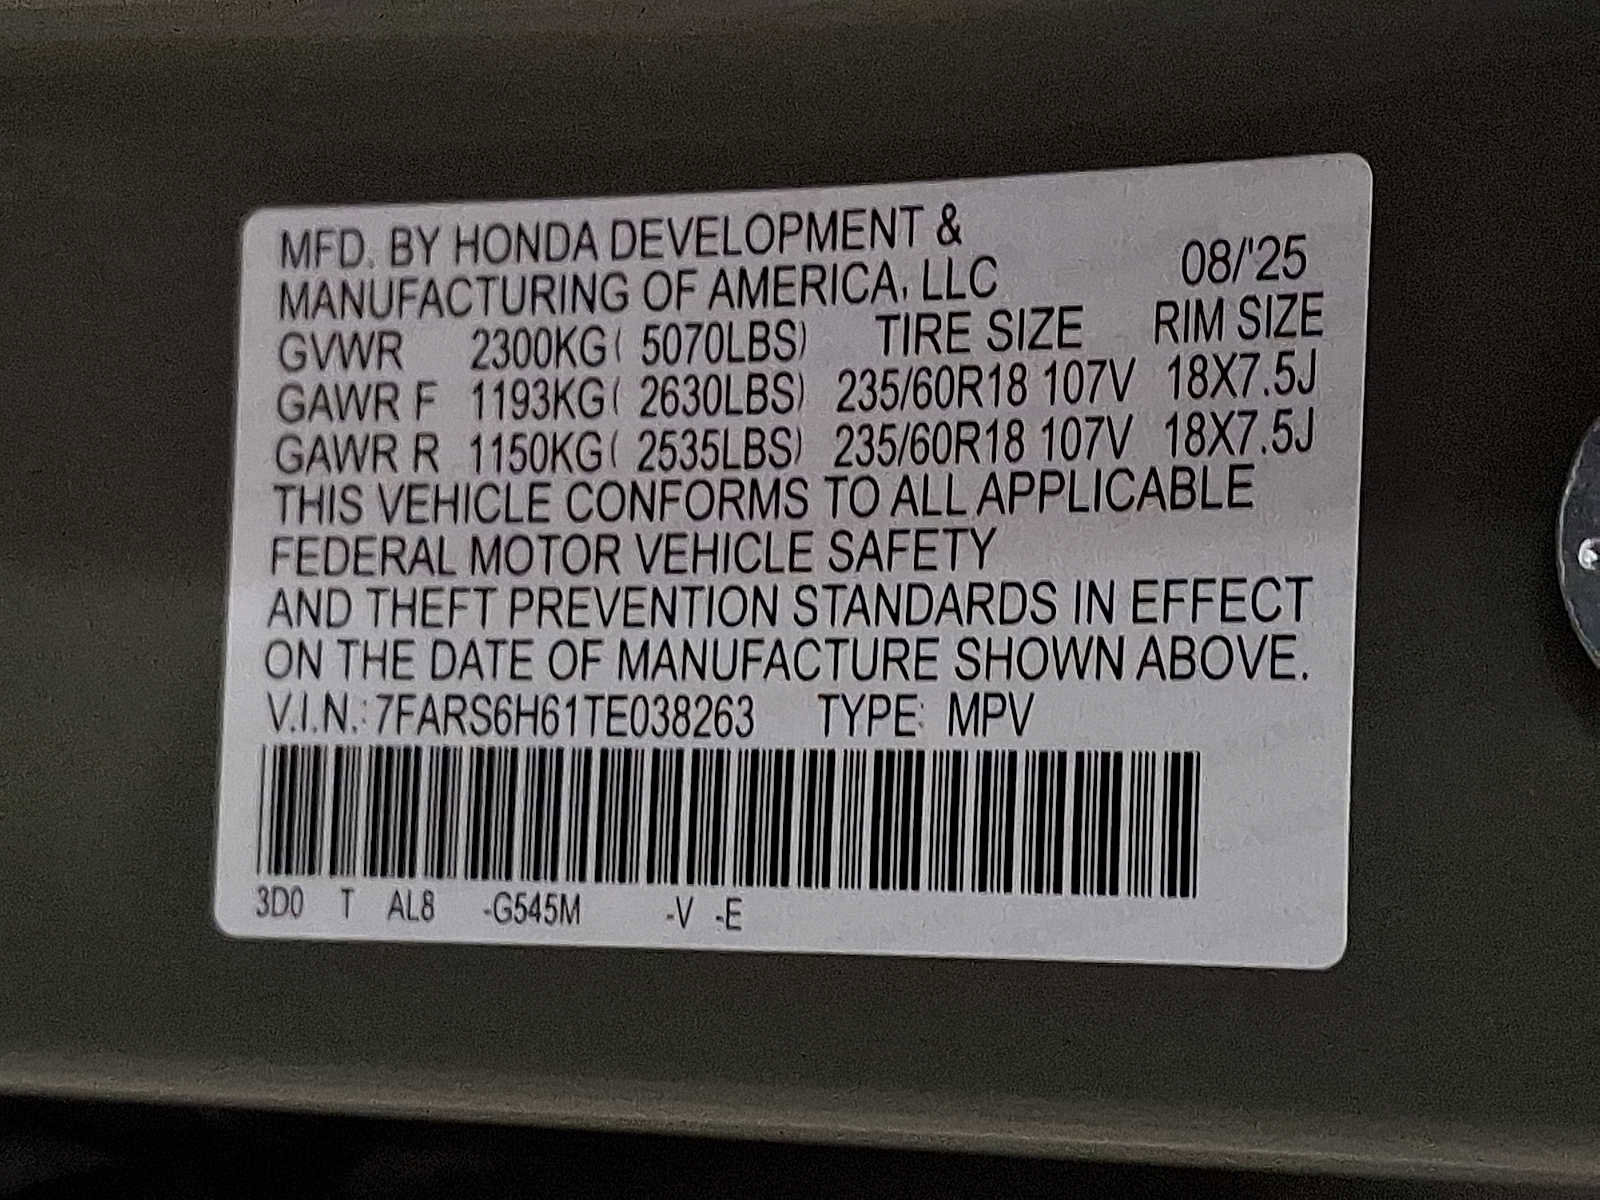 MFD. BY HONDA DEVELOPMENT &
MANUFACTURING OF AMERICA, LLC 08/'25
GVWR 2300KG( 5070LBS) TIRE SIZE RIM SIZE
GAWR F 1193KG( 2630LBS) 235/60R18 107V 18X7.5J
GAWR R 1150KG( 2535LBS) 235/60R18 107V 18X7.5J
THIS VEHICLE CONFORMS TO ALL APPLICABLE
FEDERAL MOTOR VEHICLE SAFETY
AND THEFT PREVENTION STANDARDS IN EFFECT
ON THE DATE OF MANUFACTURE SHOWN ABOVE.
V.I.N.: 7FARS6H61TE038263 TYPE: MPV
3D0 T AL8 -G545M -V -E